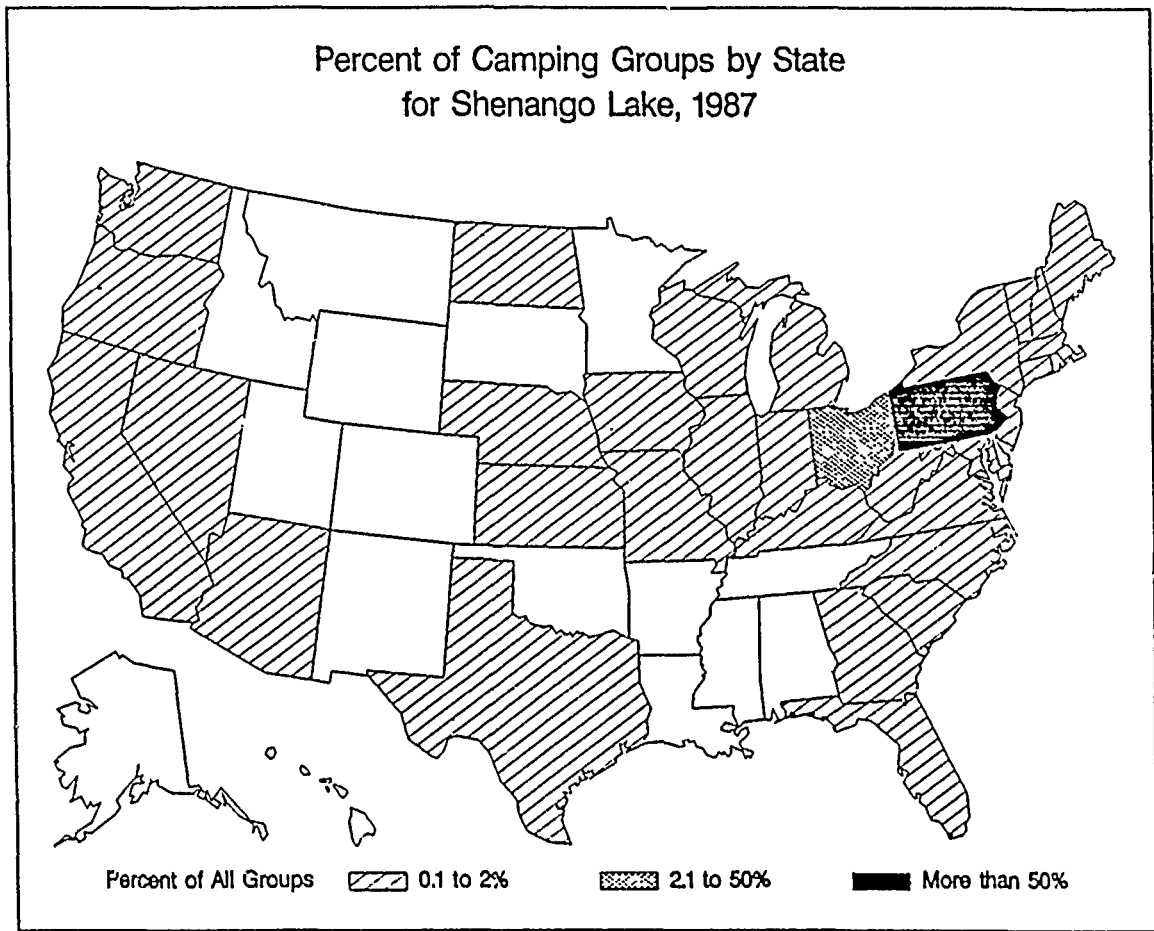 Percent of Camping Groups by State
for Shenango Lake, 1987
Percent of All Groups 0.1 to 2% 2.1 to 50% More than 50%